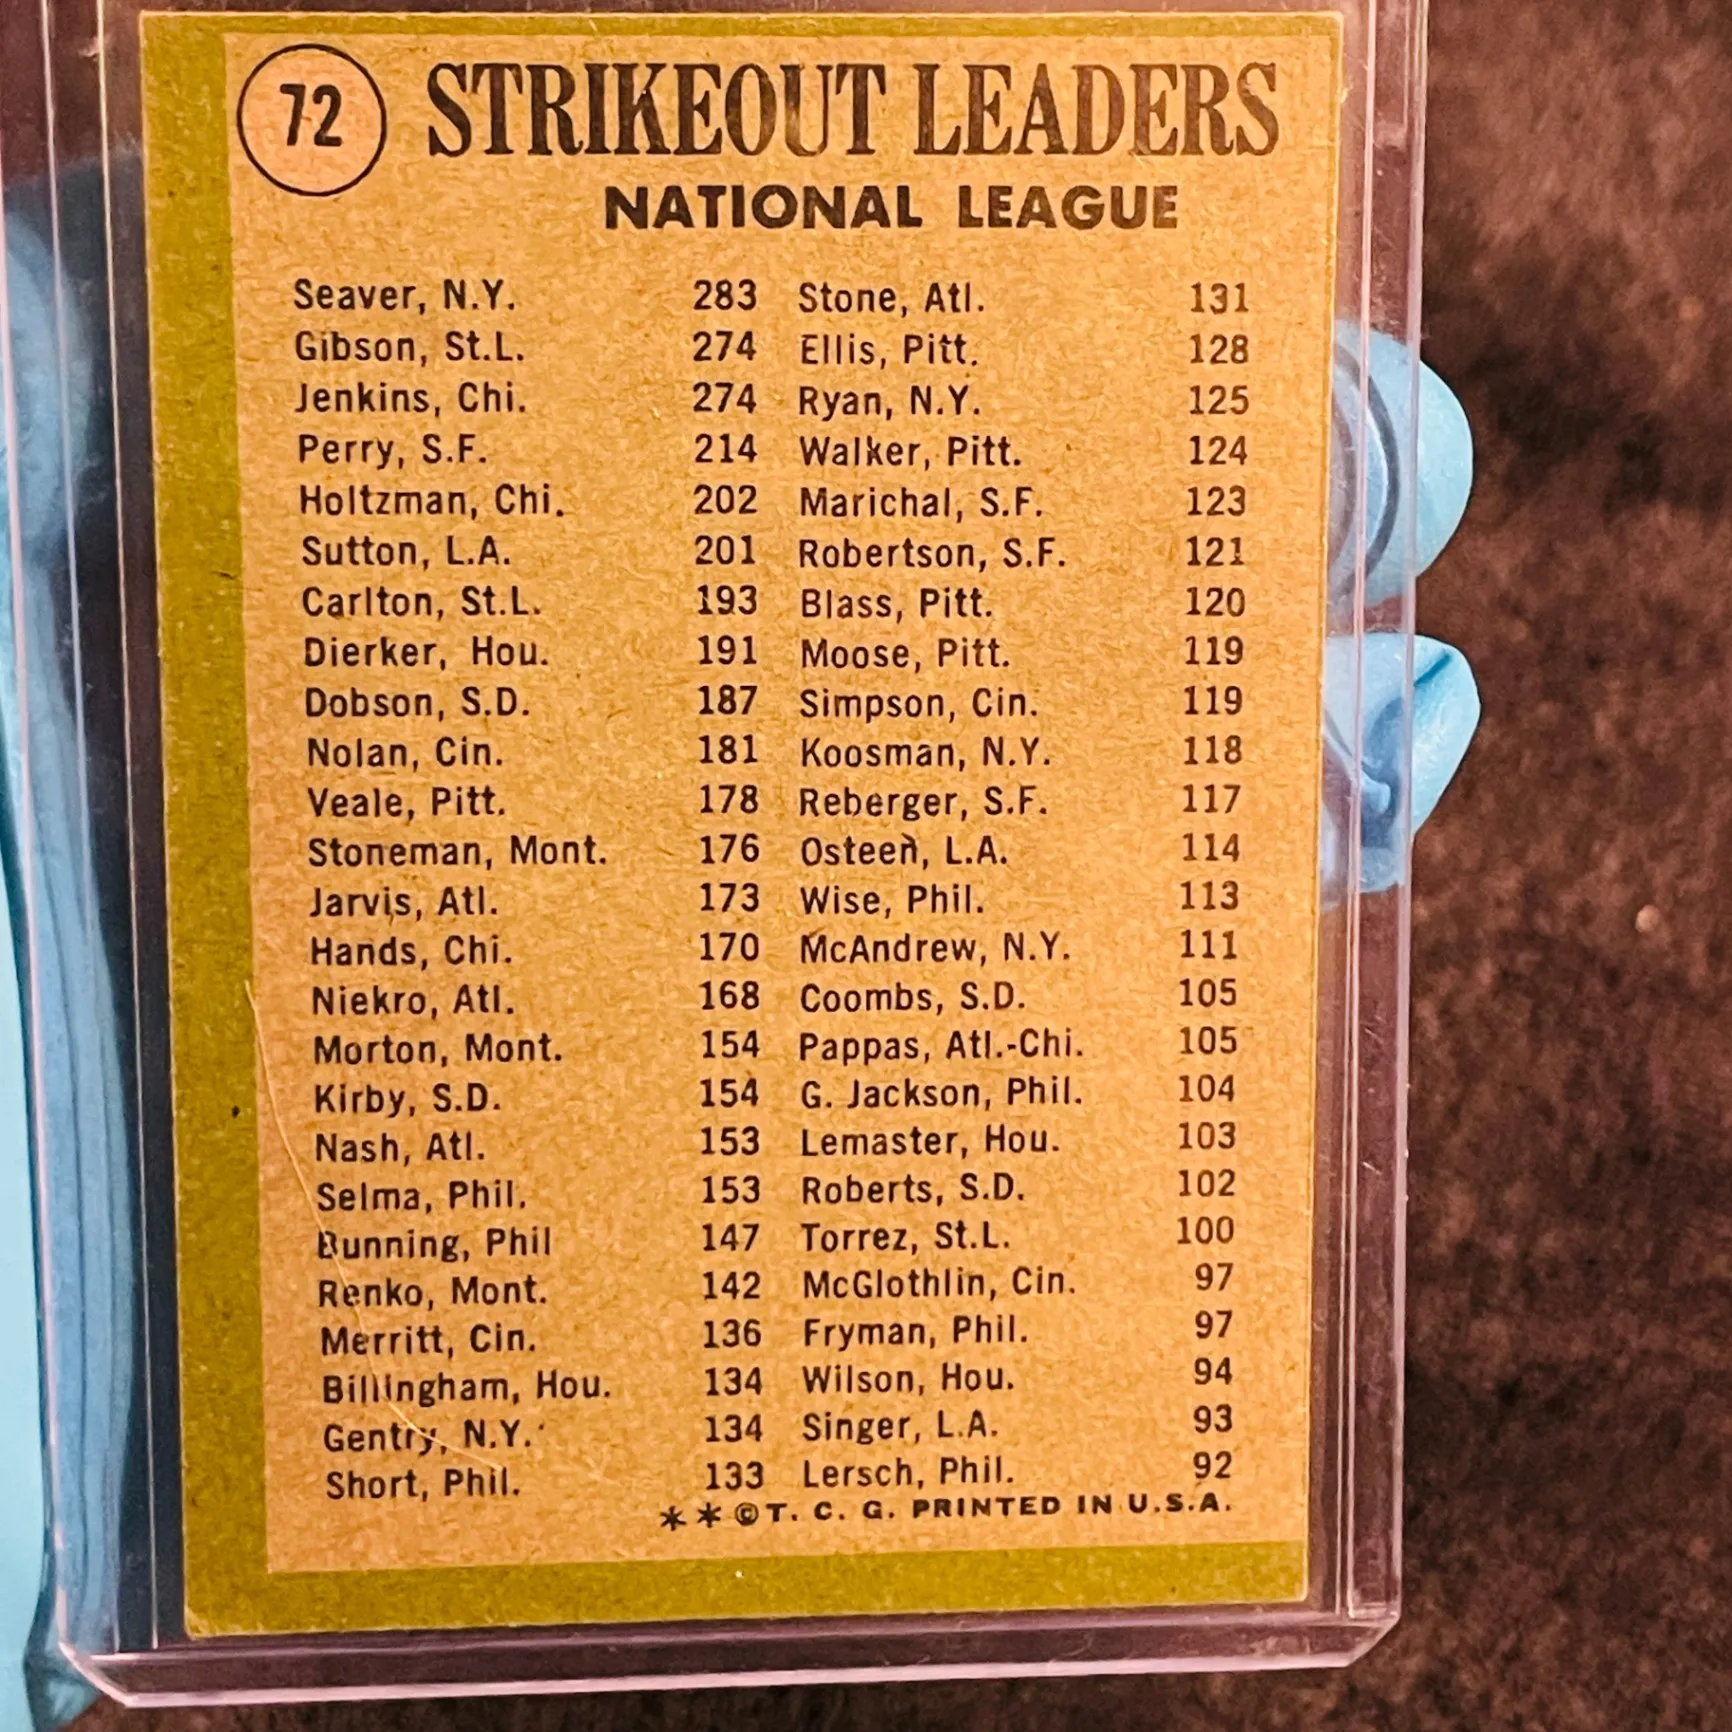 72
STRIKEOUT LEADERS
NATIONAL LEAGUE
Seaver, N.Y. 283 Stone, Atl. 131
Gibson, St.L. 274 Ellis, Pitt. 128
Jenkins, Chi. 274 Ryan, N.Y. 125
Perry, S.F. 214 Walker, Pitt. 124
Holtzman, Chi. 202 Marichal, S.F. 123
Sutton, L.A. 201 Robertson, S.F. 121
Carlton, St.L. 193 Blass, Pitt. 120
Dierker, Hou. 191 Moose, Pitt. 119
Dobson, S.D. 187 Simpson, Cin. 119
Nolan, Cin. 181 Koosman, N.Y. 118
Veale, Pitt. 178 Reberger, S.F. 117
Stoneman, Mont. 176 Osteen, L.A. 114
Jarvis, Atl. 173 Wise, Phil. 113
Hands, Chi. 170 McAndrew, N.Y. 111
Niekro, Atl. 168 Coombs, S.D. 105
Morton, Mont. 154 Pappas, Atl.-Chi. 105
Kirby, S.D. 154 G. Jackson, Phil. 104
Nash, Atl. 153 Lemaster, Hou. 103
Selma, Phil. 153 Roberts, S.D. 102
Bunning, Phil 147 Torrez, St.L. 100
Renko, Mont. 142 McGlothlin, Cin. 97
Merritt, Cin. 136 Fryman, Phil. 97
Billingham, Hou. 134 Wilson, Hou. 94
Gentry, N.Y. 134 Singer, L.A. 93
Short, Phil. 133 Lersch, Phil. 92
**©T. C. G. PRINTED IN U.S.A.